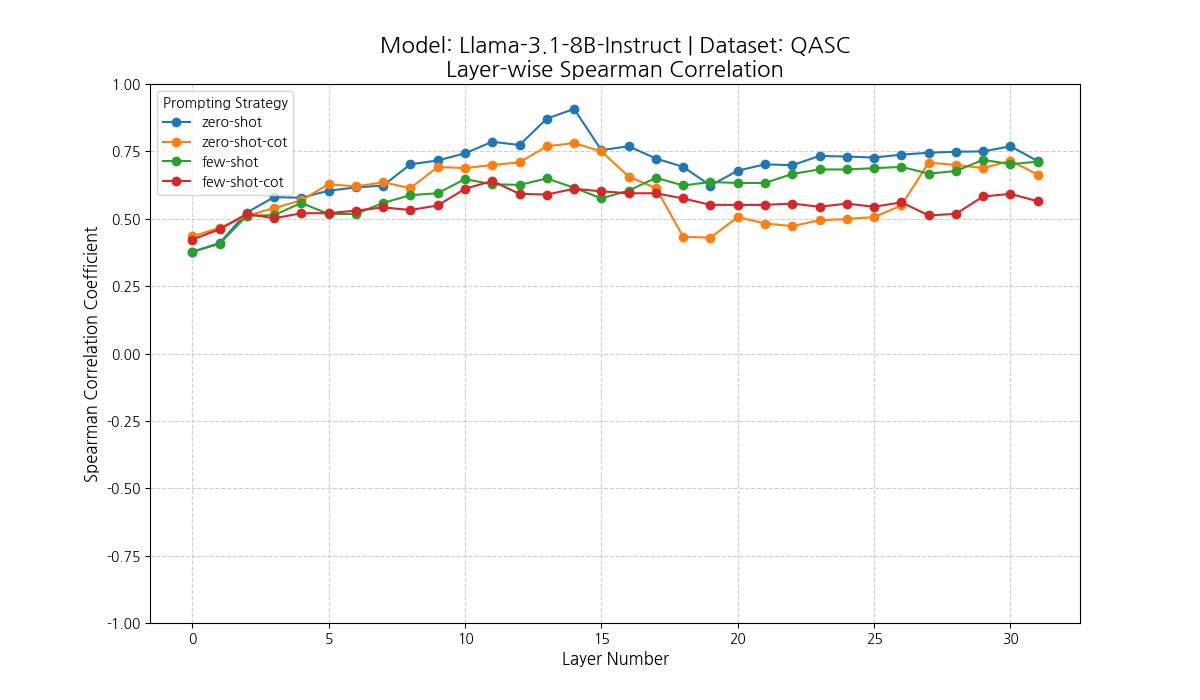 Model: Llama-3.1-8B-Instruct | Dataset: QASC
Layer-wise Spearman Correlation
Prompting Strategy
zero-shot
zero-shot-cot
few-shot
few-shot-cot
Spearman Correlation Coefficient
1.00
0.75
0.50
0.25
0.00
-0.25
-0.50
-0.75
-1.00
0 5 10 15 20 25 30
Layer Number